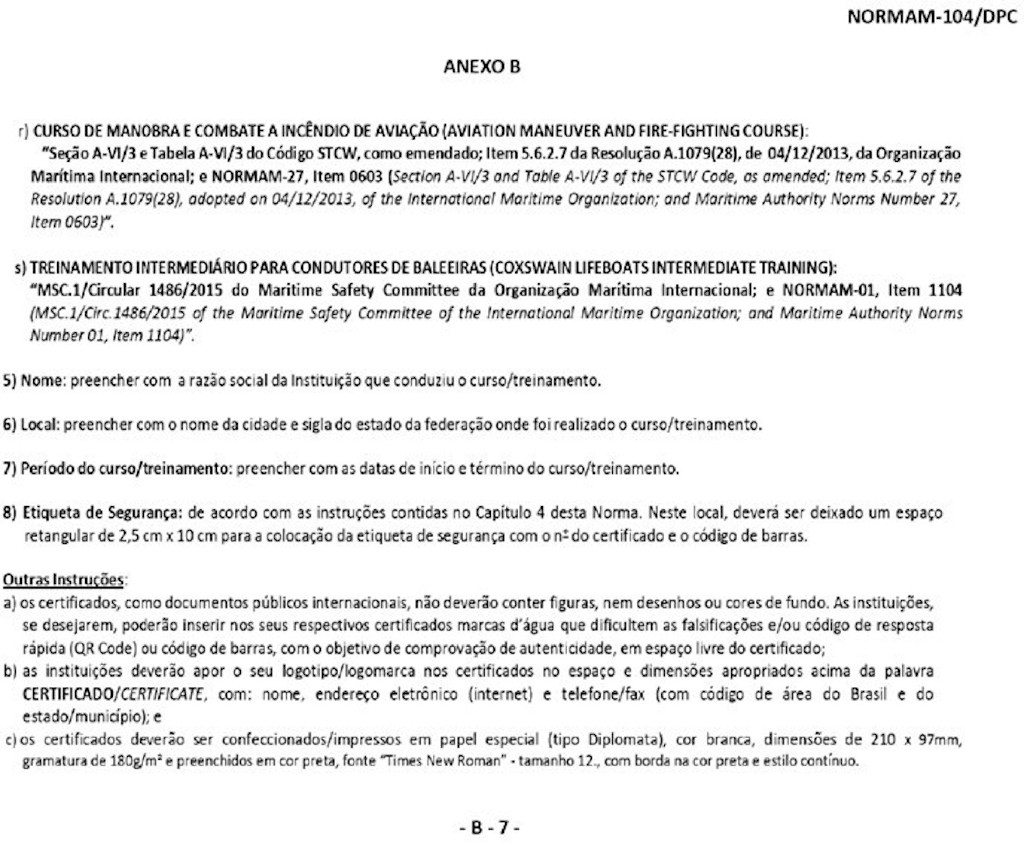 NORMAM-104/DPC
ANEXO B
r) CURSO DE MANOBRA E COMBATE A INCÊNDIO DE AVIAÇÃO (AVIATION MANEUVER AND FIRE-FIGHTING COURSE):
"Seção A-VI/3 e Tabela A-VI/3 do Código STCW, como emendado; Item 5.6.2.7 da Resolução A.1079(28), de 04/12/2013, da Organização
Marítima Internacional; e NORMAM-27, Item 0603 (Section A-VI/3 and Table A-VI/3 of the STCW Code, as amended; Item 5.6.2.7 of the
Resolution A.1079(28), adopted on 04/12/2013, of the International Maritime Organization; and Maritime Authority Norms Number 27,
Item 0603)".
s) TREINAMENTO INTERMEDIÁRIO PARA CONDUTORES DE BALEEIRAS (COXSWAIN LIFEBOATS INTERMEDIATE TRAINING):
"MSC.1/Circular 1486/2015 do Maritime Safety Committee da Organização Marítima Internacional; e NORMAM-01, Item 1104
(MSC.1/Circ.1486/2015 of the Maritime Safety Committee of the International Maritime Organization; and Maritime Authority Norms
Number 01, Item 1104)".
5) Nome: preencher com a razão social da Instituição que conduziu o curso/treinamento.
6) Local: preencher com o nome da cidade e sigla do estado da federação onde foi realizado o curso/treinamento.
7) Período do curso/treinamento: preencher com as datas de início e término do curso/treinamento.
8) Etiqueta de Segurança: de acordo com as instruções contidas no Capítulo 4 desta Norma. Neste local, deverá ser deixado um espaço
retangular de 2,5 cm x 10 cm para a colocação da etiqueta de segurança com o nº do certificado e o código de barras.
Outras Instruções:
a) os certificados, como documentos públicos internacionais, não deverão conter figuras, nem desenhos ou cores de fundo. As instituições,
se desejarem, poderão inserir nos seus respectivos certificados marcas d'água que dificultem as falsificações e/ou código de resposta
rápida (QR Code) ou código de barras, com o objetivo de comprovação de autenticidade, em espaço livre do certificado;
b) as instituições deverão apor o seu logotipo/logomarca nos certificados no espaço e dimensões apropriados acima da palavra
CERTIFICADO/CERTIFICATE, com: nome, endereço eletrônico (internet) e telefone/fax (com código de área do Brasil e do
estado/município); e
c) os certificados deverão ser confeccionados/impressos em papel especial (tipo Diplomata), cor branca, dimensões de 210 x 97mm,
gramatura de 180g/m² e preenchidos em cor preta, fonte "Times New Roman" - tamanho 12., com borda na cor preta e estilo contínuo.
- B - 7 -